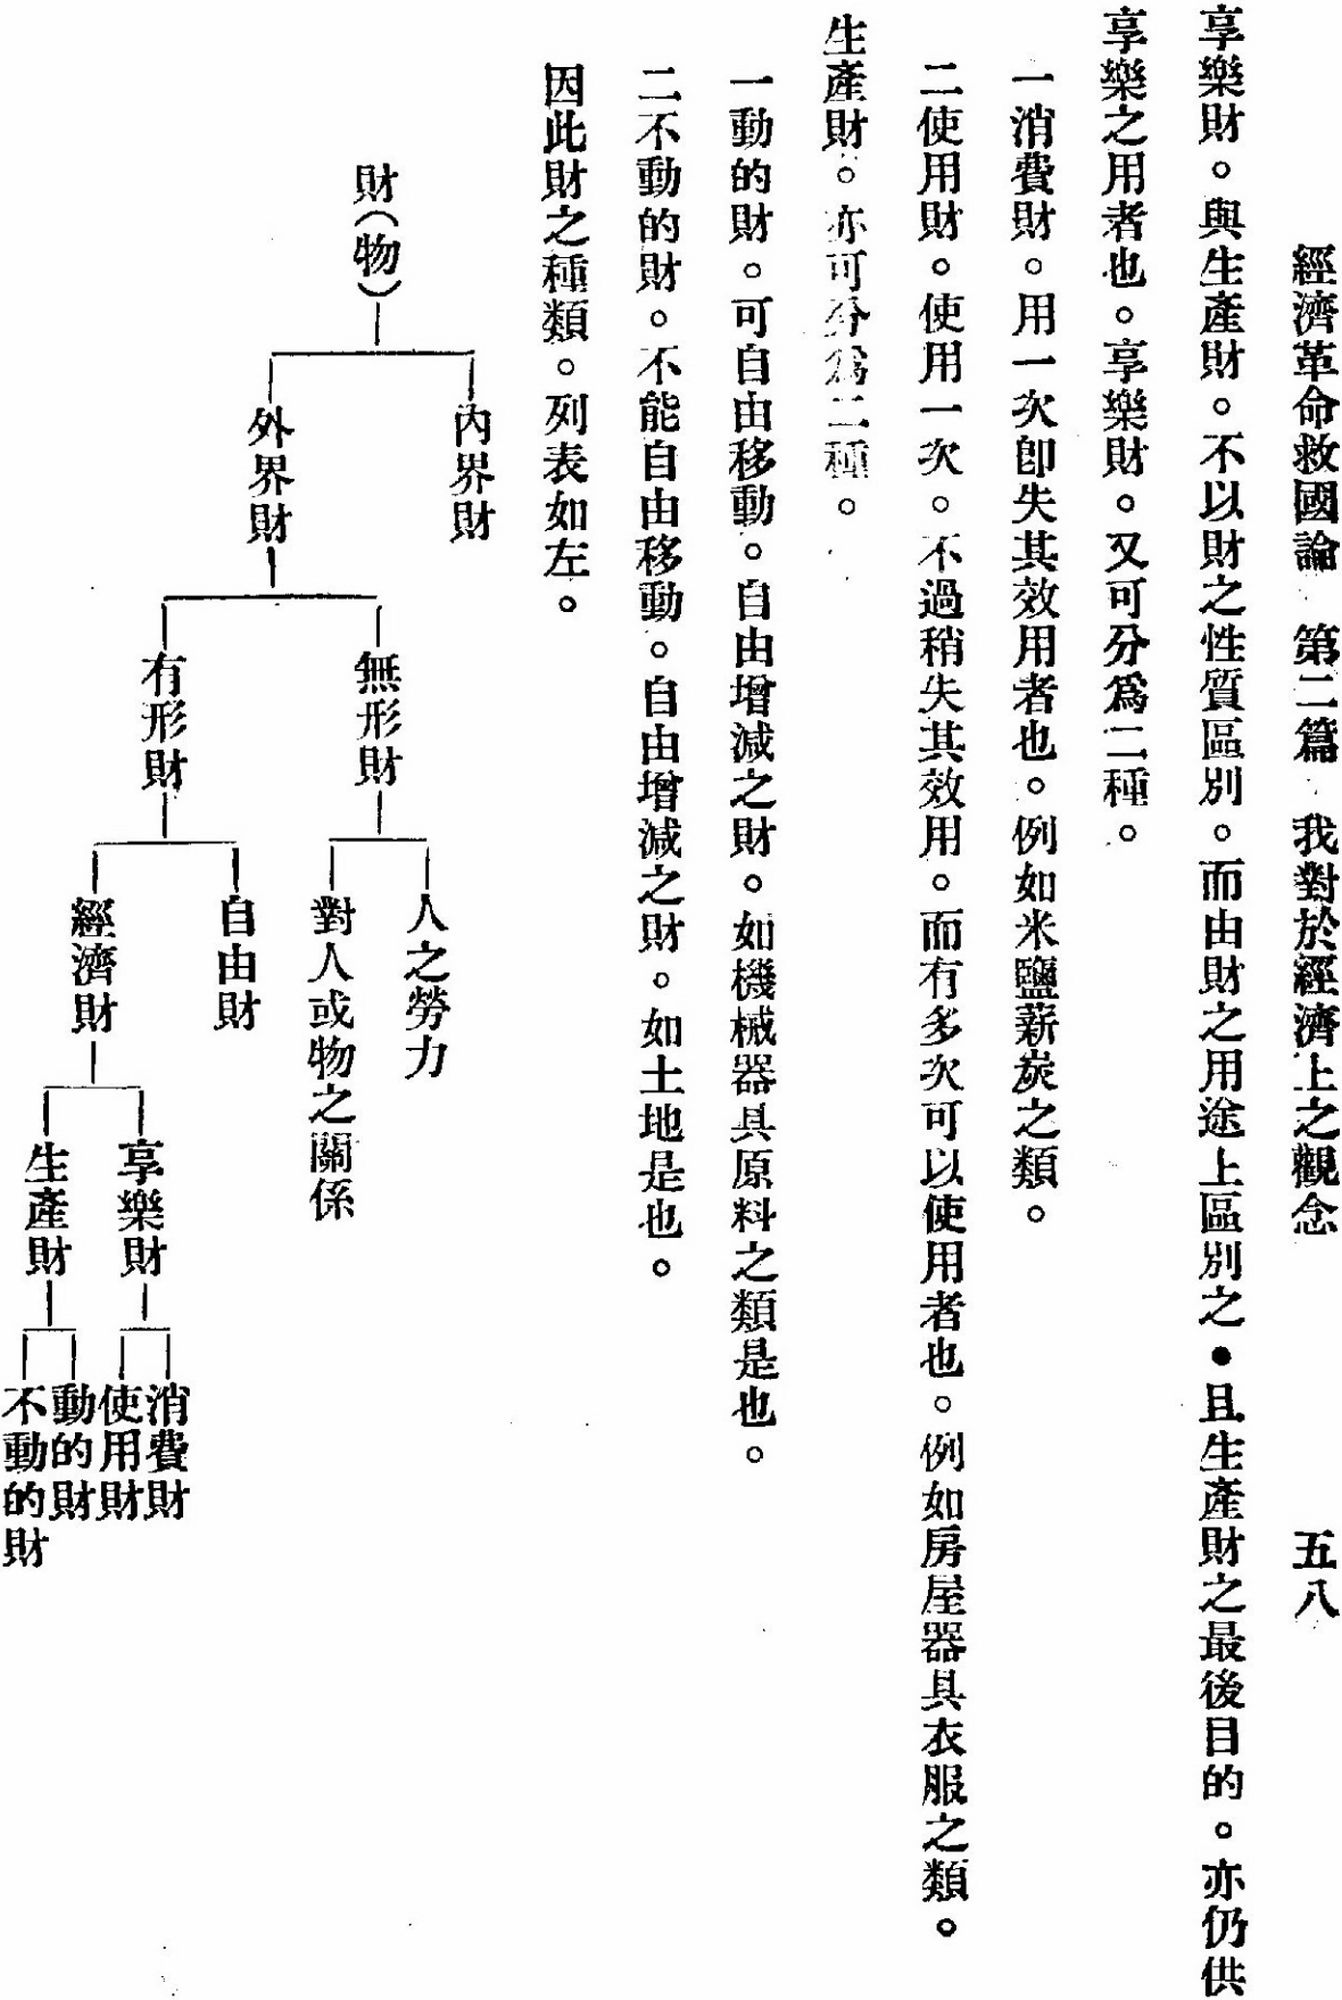 經濟革命救國論　第二篇　我對於經濟上之觀念　五八
享樂財。與生產財。不以財之性質區別。而由財之用途上區別之●且生產財之最後目的。亦仍供
享樂之用者也。享樂財。又可分爲二種。
一消費財。用一次卽失其效用者也。例如米鹽薪炭之類。
二使用財。使用一次。不過稍失其效用。而有多次可以使用者也。例如房屋器具衣服之類。
生產財。亦可分爲二種。
一動的財。可自由移動。自由增減之財。如機械器具原料之類是也。
二不動的財。不能自由移動。自由增減之財。如土地是也。
因此財之種類。列表如左。
財（物）
內界財
外界財
無形財
有形財
人之勞力
對人或物之關係
自由財
經濟財
享樂財
生產財
消費財
使用財
動的財
不動的財